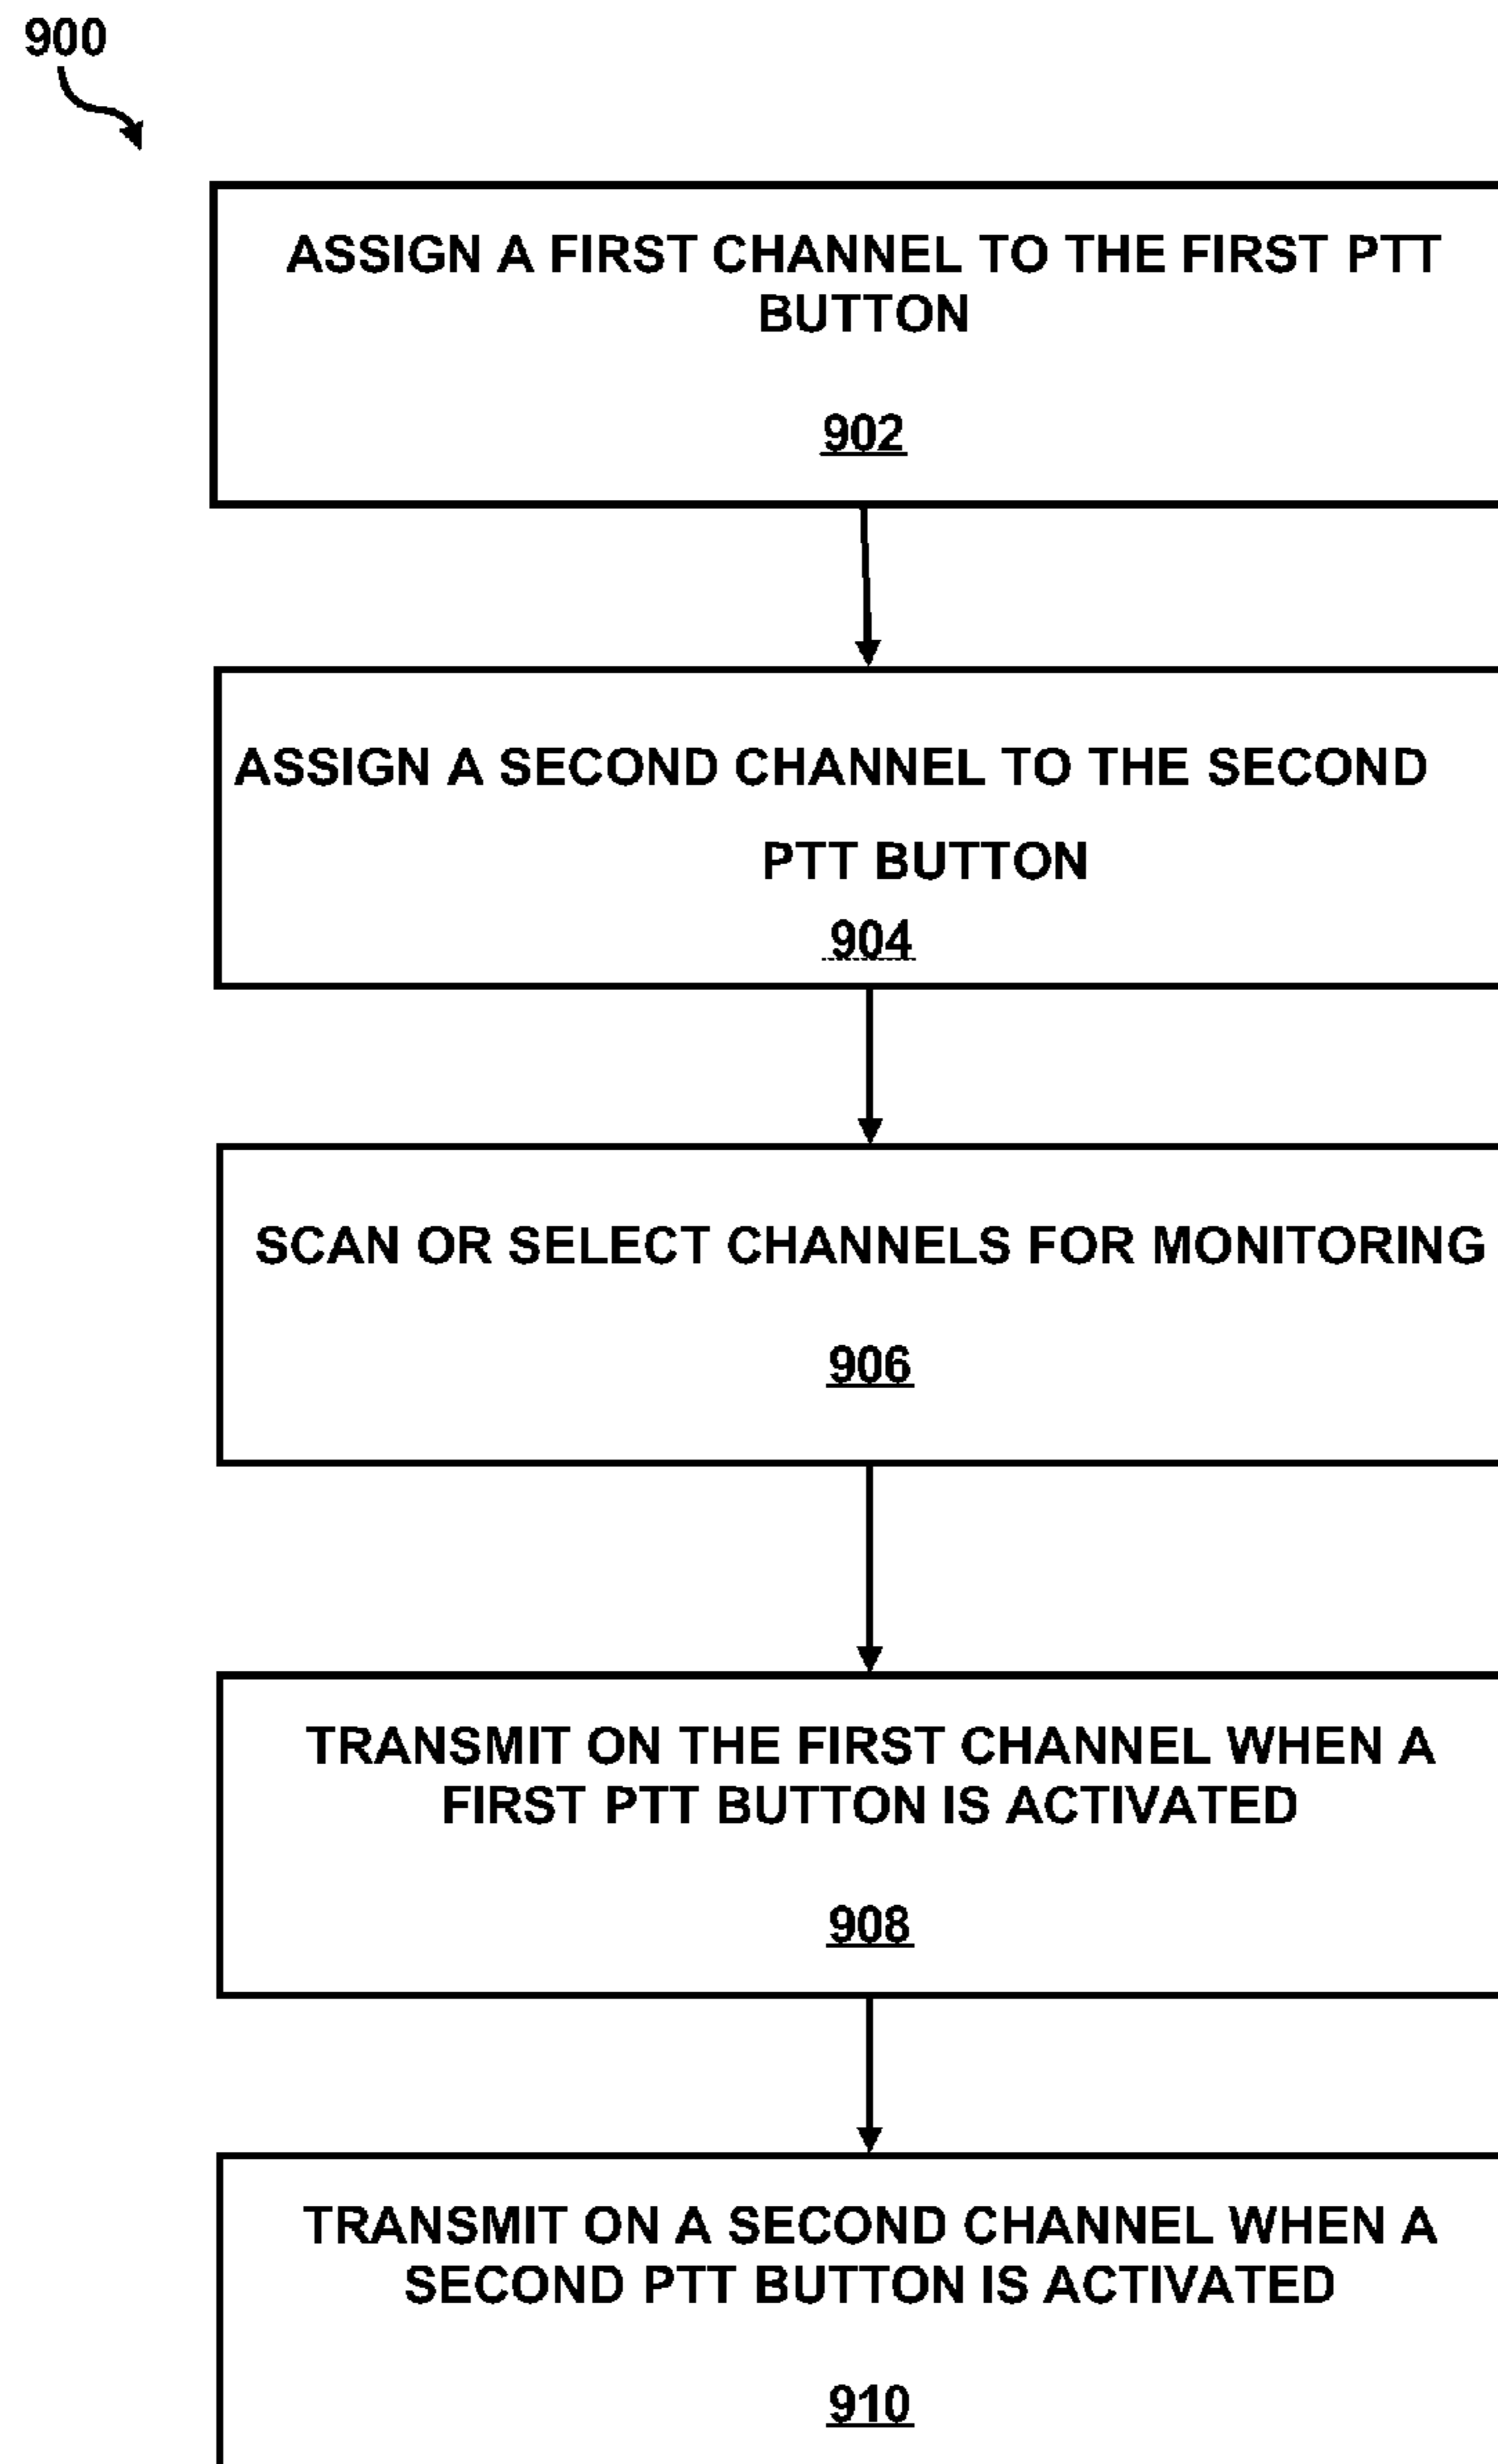 900
ASSIGN A FIRST CHANNEL TO THE FIRST PTT
BUTTON
902
ASSIGN A SECOND CHANNEL TO THE SECOND
PTT BUTTON
904
SCAN OR SELECT CHANNELS FOR MONITORING
906
TRANSMIT ON THE FIRST CHANNEL WHEN A
FIRST PTT BUTTON IS ACTIVATED
908
TRANSMIT ON A SECOND CHANNEL WHEN A
SECOND PTT BUTTON IS ACTIVATED
910